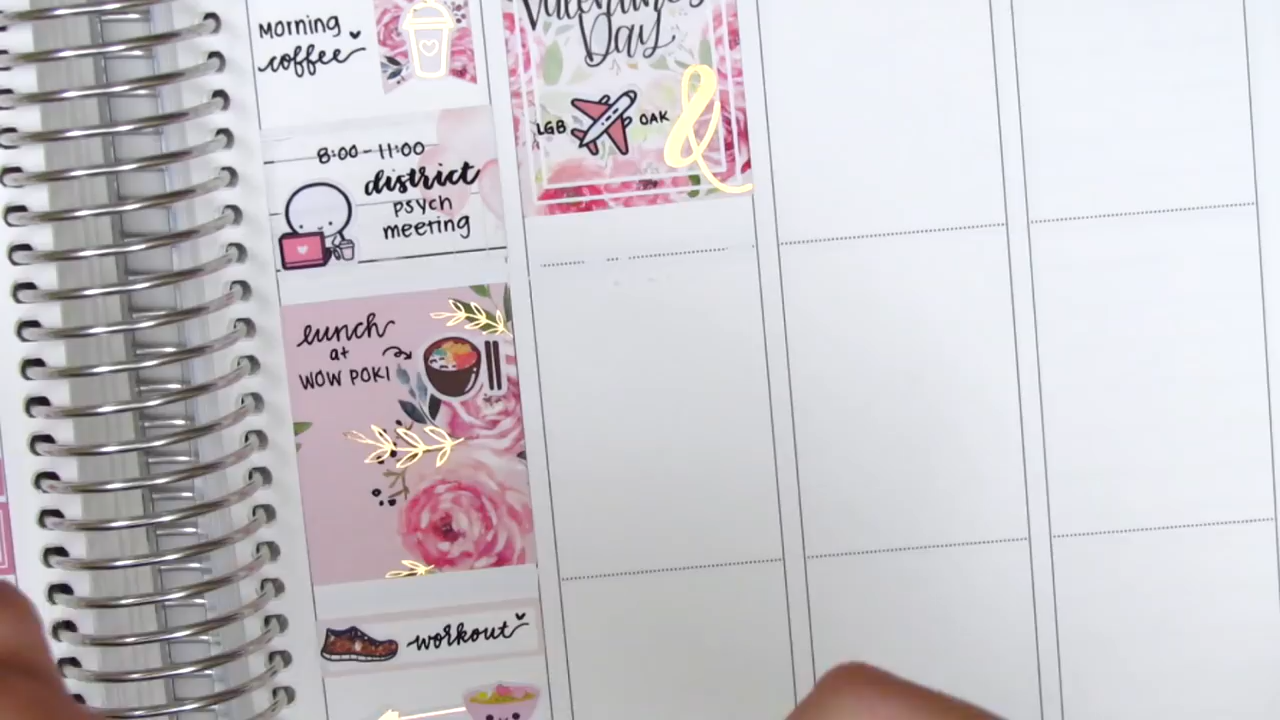 Morning
coffee
8:00 - 11:00
district
psych
meeting
lunch
at
WOW POKI
workout
Valentine's
Day
LGB
OAK
&